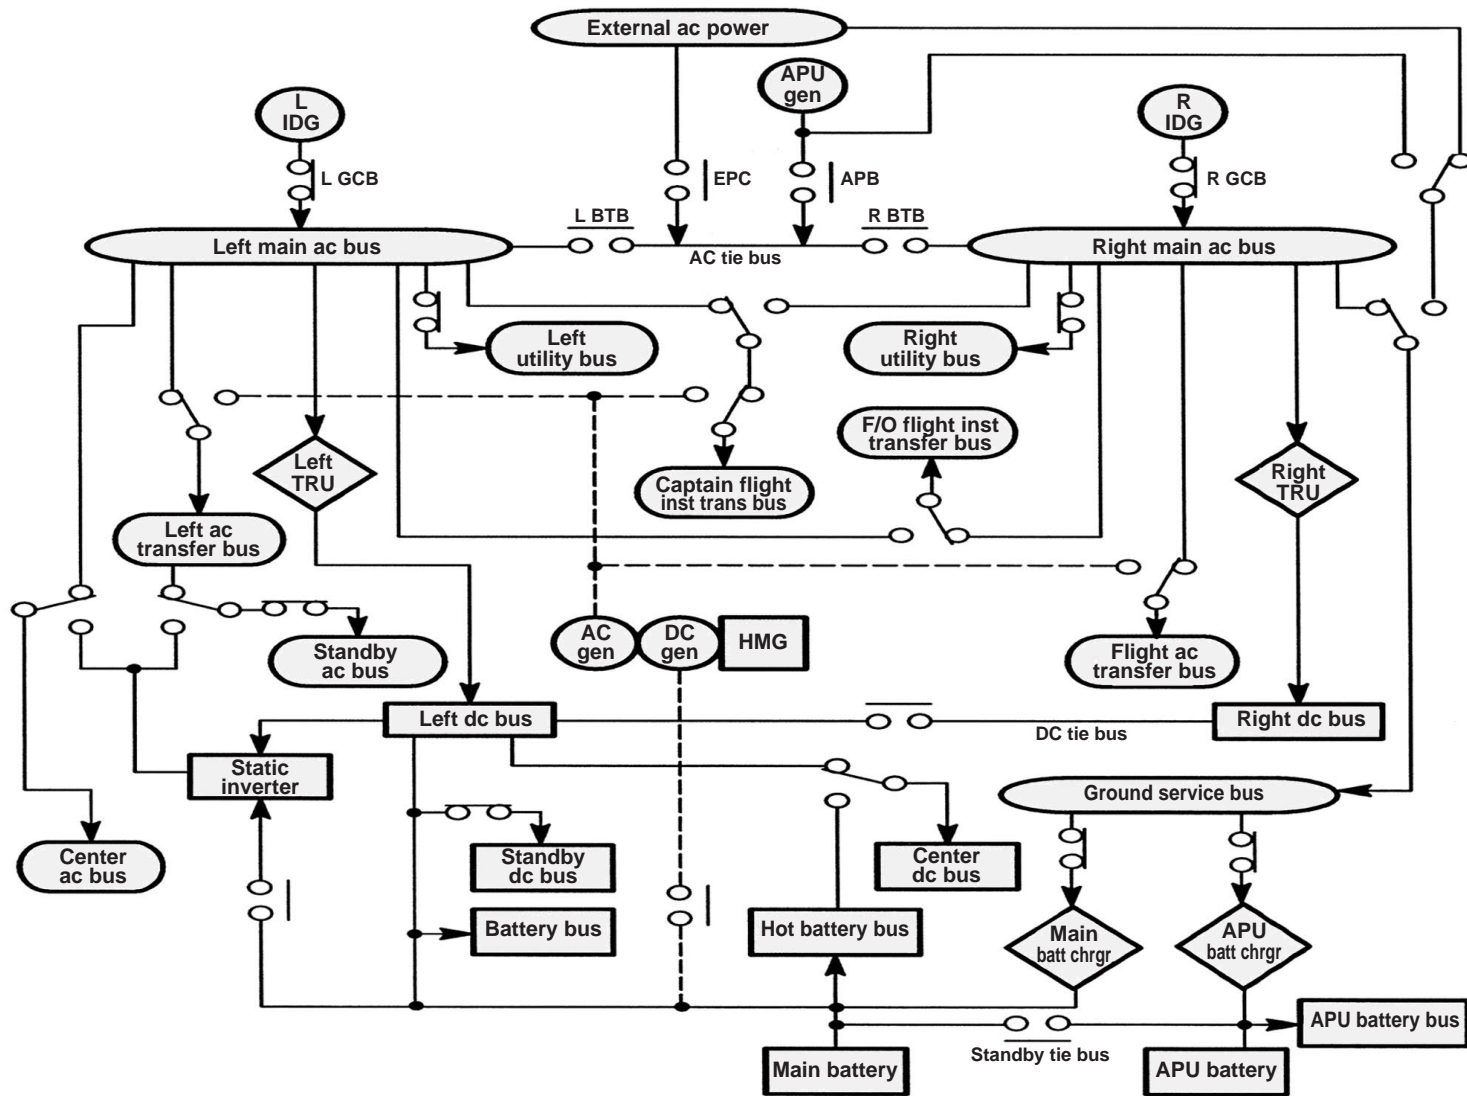 External ac power
APU
gen
L
IDG
R
IDG
L GCB
EPC
APB
R GCB
L BTB
R BTB
Left main ac bus
AC tie bus
Right main ac bus
Left
utility bus
Right
utility bus
F/O flight inst
transfer bus
Left
TRU
Captain flight
inst trans bus
Right
TRU
Left ac
transfer bus
AC
gen
DC
gen
HMG
Standby
ac bus
Flight ac
transfer bus
Left dc bus
DC tie bus
Right dc bus
Static
inverter
Ground service bus
Center
ac bus
Standby
dc bus
Center
dc bus
Battery bus
Hot battery bus
Main
batt chrgr
APU
batt chrgr
APU battery bus
Main battery
Standby tie bus
APU battery